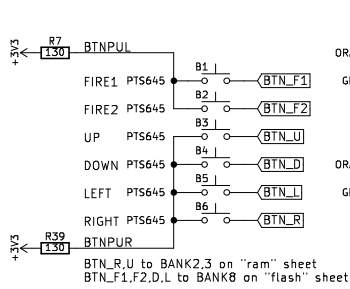 R7
BTNPUL
+3V3
130
OR
B1
FIRE1 PTS645
BTN_F1
G
B2
FIRE2 PTS645
BTN_F2
B3
UP PTS645
BTN_U
B4
DOWN PTS645
BTN_D
OR
B5
LEFT PTS645
BTN_L
G
B6
RIGHT PTS645
BTN_R
R39
BTNPUR
+3V3
130
BTN_R,U to BANK2,3 on "ram" sheet
BTN_F1,F2,D,L to BANK8 on "flash" sheet